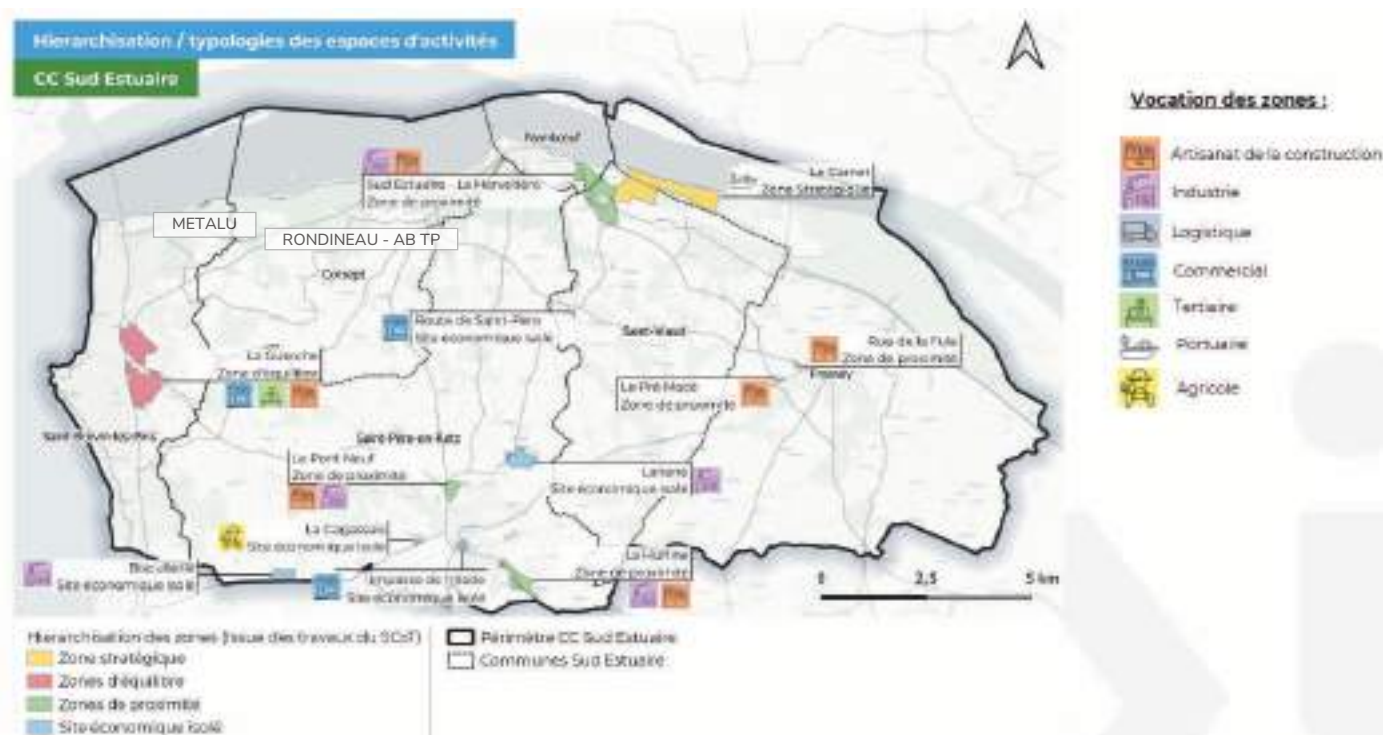 Hiérarchisation / typologies des espaces d'activités
CC Sud Estuaire
Vocation des zones :
Artisanat de la construction
Industrie
Logistique
Commercial
Tertiaire
Portuaire
Agricole
Paimboeuf
Le Carnet
Zone Stratégique
Sud Estuaire - La Hervetière
Zone de proximité
METALU
RONDINEAU - AB TP
Corsept
Route de Saint-Père
Site économique isolé
Saint-Viaud
Rue de la Fuie
Zone de proximité
Frossay
La Guerche
Zone d'équilibre
Le Pré Macé
Zone de proximité
Saint-Brevin-les-Pins
Saint-Père-en-Retz
Le Pont Neuf
Zone de proximité
Site économique isolé
La Gagassais
Site économique isolé
Site économique isolé
Impasse de
Site économique isolé
Zone de proximité
0 2,5 5 km
Hiérarchisation des zones (issue des travaux du SCoT)
Zone stratégique
Zones d'équilibre
Zones de proximité
Site économique isolé
Périmètre CC Sud Estuaire
Communes Sud Estuaire